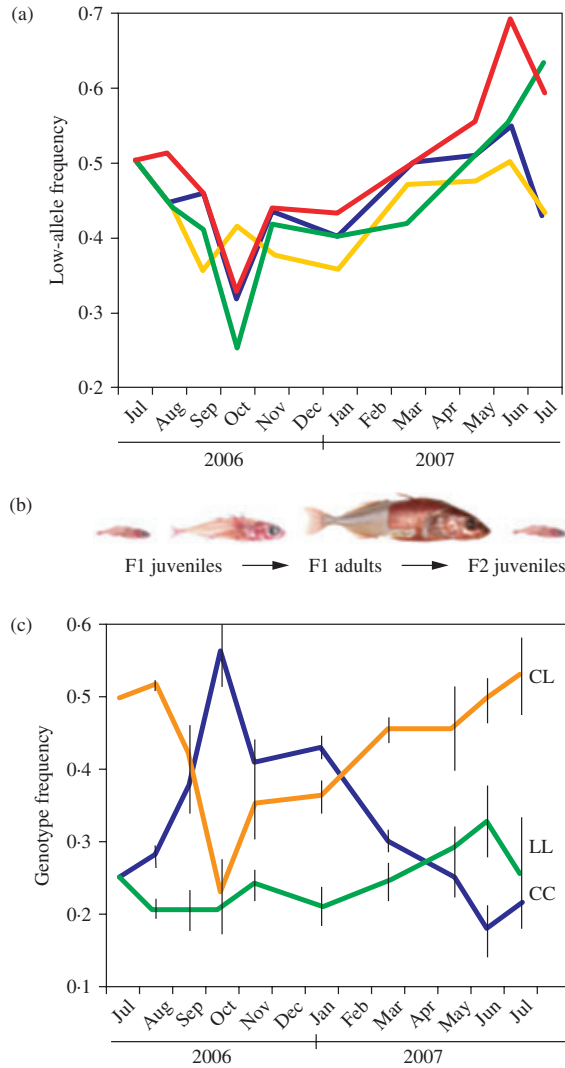 (a)
0·7
0·6
0·5
0·4
0·3
0·2
Low-allele frequency
Jul Aug Sep Oct Nov Dec Jan Feb Mar Apr May Jun Jul
2006 2007
(b)
F1 juveniles F1 adults F2 juveniles
(c)
0·6
0·5
0·4
0·3
0·2
0·1
Genotype frequency
CL
LL
CC
Jul Aug Sep Oct Nov Dec Jan Feb Mar Apr May Jun Jul
2006 2007